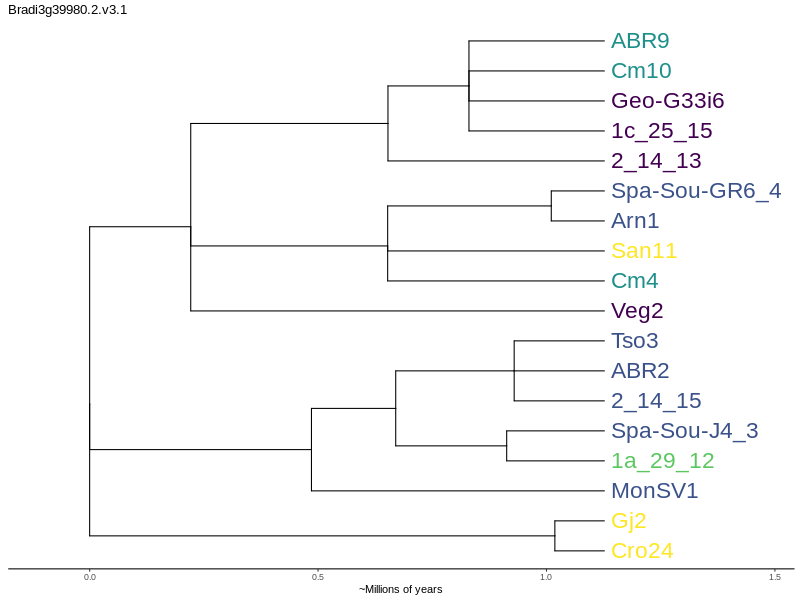 Bradi3g39980.2.v3.1
ABR9
Cm10
Geo-G33i6
1c_25_15
2_14_13
Spa-Sou-GR6_4
Arn1
San11
Cm4
Veg2
Tso3
ABR2
2_14_15
Spa-Sou-J4_3
1a_29_12
MonSV1
Gj2
Cro24
0.0 0.5 1.0 1.5
~Millions of years